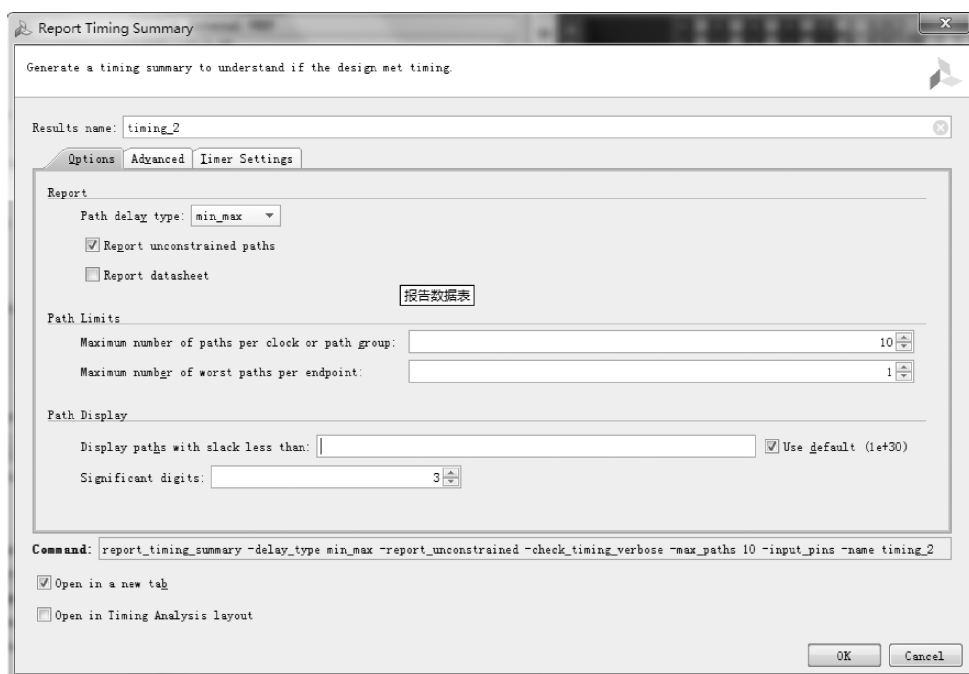 Report Timing Summary
Generate a timing summary to understand if the design met timing.
Results name: timing_2
Options Advanced Timer Settings
Report
Path delay type: min_max
Report unconstrained paths
Report datasheet
报告数据表
Path Limits
Maximum number of paths per clock or path group: 10
Maximum number of worst paths per endpoint: 1
Path Display
Display paths with slack less than: Use default (1e+30)
Significant digits: 3
Command: report_timing_summary -delay_type min_max -report_unconstrained -check_timing_verbose -max_paths 10 -input_pins -name timing_2
Open in a new tab
Open in Timing Analysis layout
OK Cancel